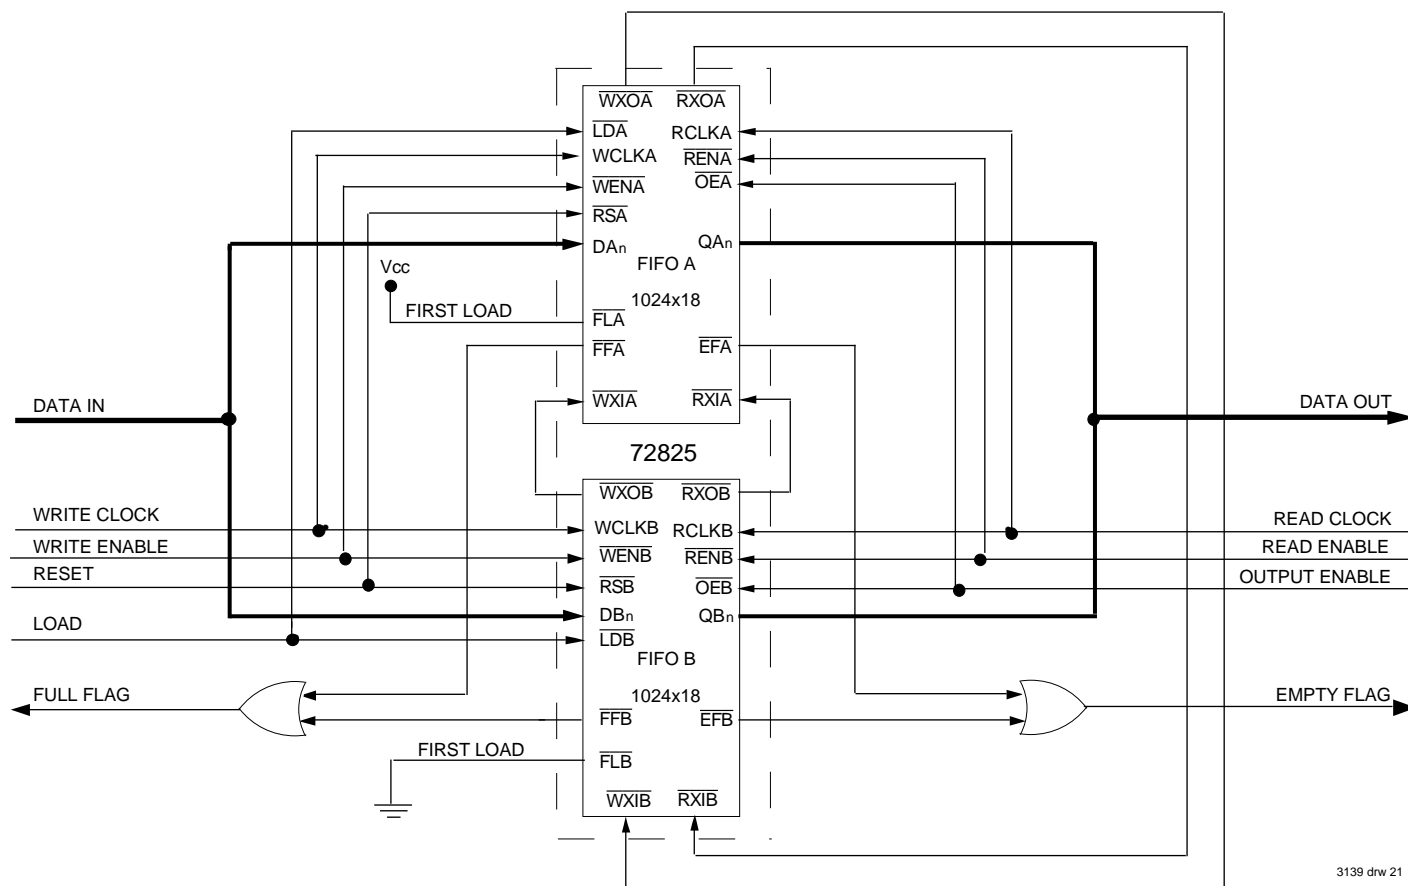 WXOA RXOA
LDA RCLKA
WCLKA RENA
WENA OEA
RSA
DAn QAn
FIFO A
Vcc
1024x18
FIRST LOAD FLA
FFA EFA
WXIA RXIA
DATA IN DATA OUT
72825
WXOB RXOB
WRITE CLOCK WCLKB RCLKB READ CLOCK
WRITE ENABLE WENB RENB READ ENABLE
RESET RSB OEB OUTPUT ENABLE
DBn QBn
LOAD LDB
FIFO B
FULL FLAG 1024x18 EMPTY FLAG
FFB EFB
FIRST LOAD FLB
WXIB RXIB
3139 drw 21